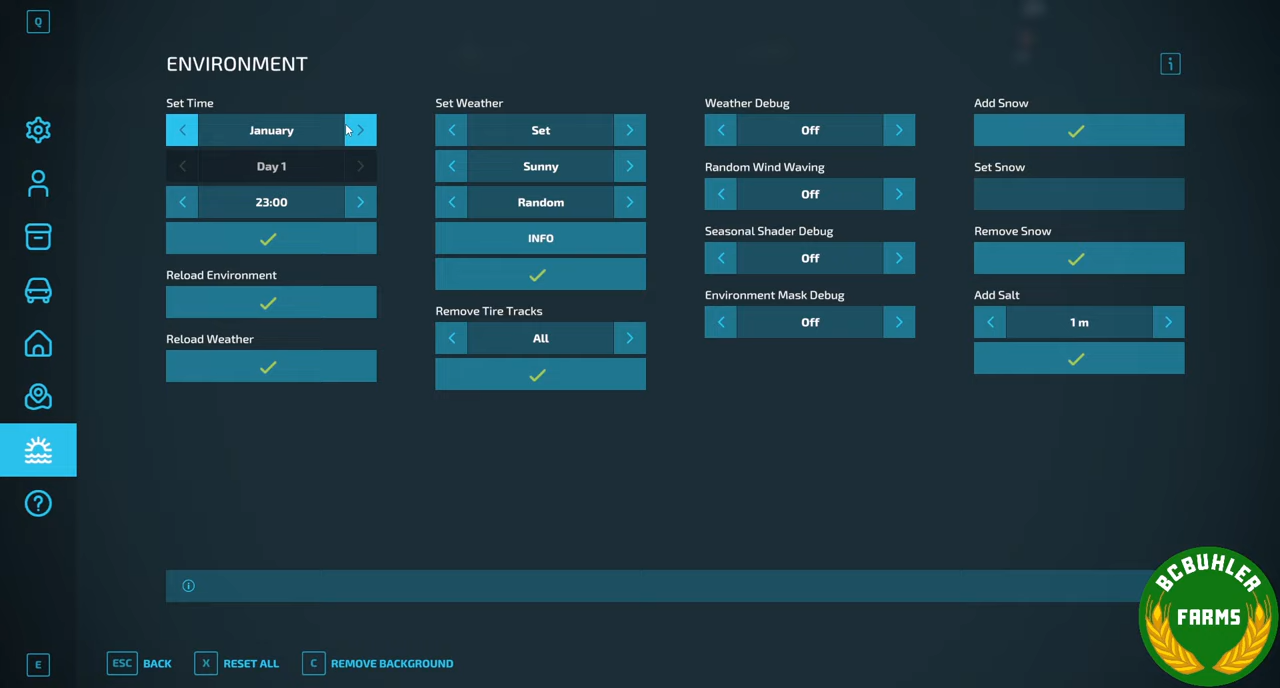 Q
ENVIRONMENT
Set Time
January
Day 1
23:00
Reload Environment
Reload Weather
Set Weather
Set
Sunny
Random
INFO
Remove Tire Tracks
All
Weather Debug
Off
Random Wind Waving
Off
Seasonal Shader Debug
Off
Environment Mask Debug
Off
Add Snow
Set Snow
Remove Snow
Add Salt
1 m
E
ESC BACK
X RESET ALL
C REMOVE BACKGROUND
BCBUHLER
FARMS